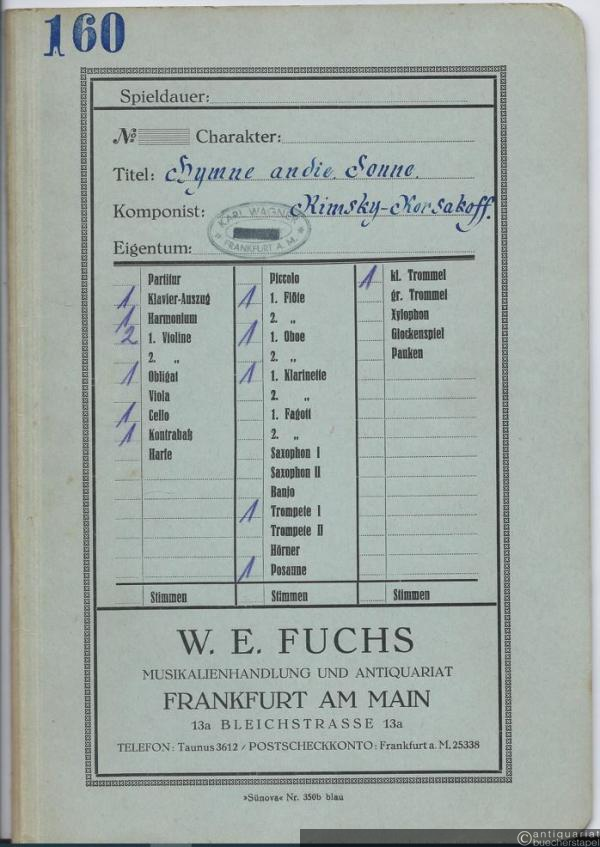 160
Spieldauer:
№ Charakter:
Titel: Hymne an die Sonne.
Komponist: Rimsky-Korsakoff.
KARL WAGNER
FRANKFURT A. M.
Eigentum:
Partitur
1 Klavier-Auszug
1 Harmonium
2 1. Violine
2. „
1 Obligat
Viola
1 Cello
1 Kontrabaß
Harfe
Stimmen
Piccolo
1 1. Flöte
2. „
1 1. Oboe
2. „
1 1. Klarinette
2. „
1. Fagott
2. „
Saxophon I
Saxophon II
Banjo
1 Trompete I
Trompete II
Hörner
1 Posaune
Stimmen
1 kl. Trommel
gr. Trommel
Xylophon
Glockenspiel
Pauken
Stimmen
W. E. FUCHS
MUSIKALIENHANDLUNG UND ANTIQUARIAT
FRANKFURT AM MAIN
13a BLEICHSTRASSE 13a
TELEFON: Taunus 3612 / POSTSCHECKKONTO: Frankfurt a. M. 25338
»Sünova« Nr. 350b blau
©antiquariat
buecherstapel